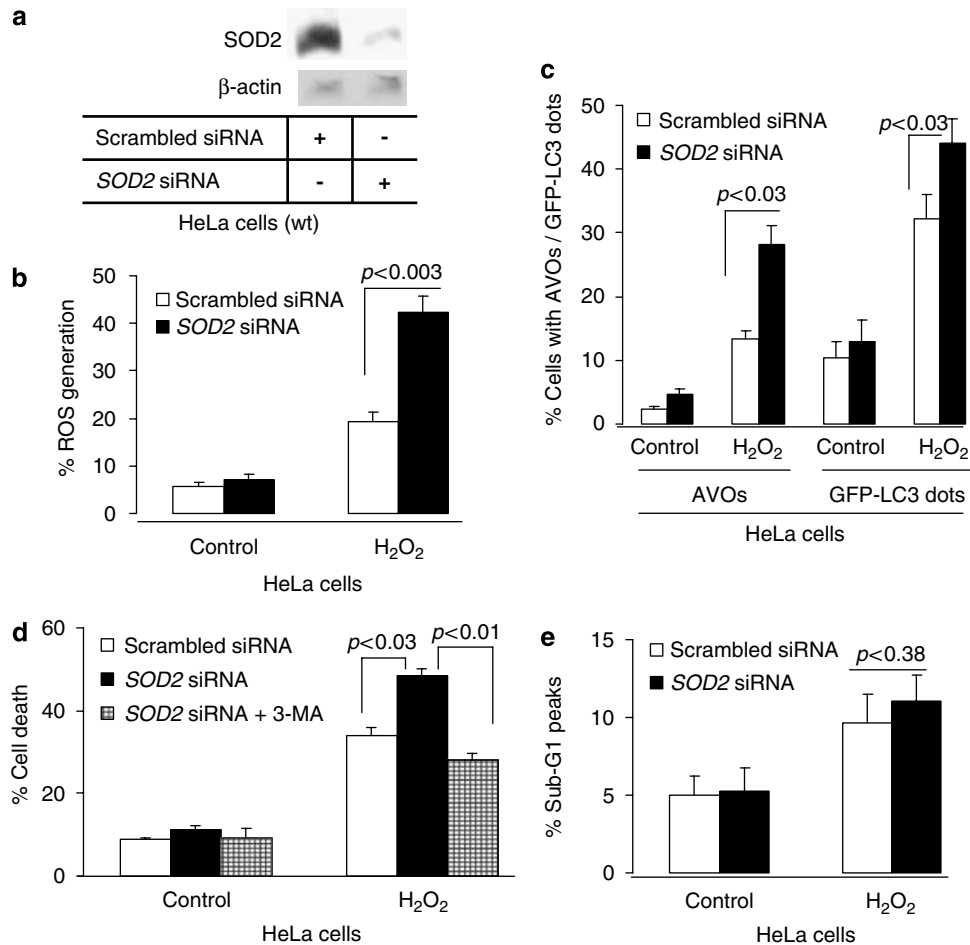 a
SOD2
β-actin
Scrambled siRNA + -
SOD2 siRNA - +
HeLa cells (wt)
b
% ROS generation
50
40
30
20
10
0
Scrambled siRNA
SOD2 siRNA
p<0.003
Control
H₂O₂
HeLa cells
c
% Cells with AVOs / GFP-LC3 dots
50
40
30
20
10
0
Scrambled siRNA
SOD2 siRNA
p<0.03
p<0.03
Control
H₂O₂
Control
H₂O₂
AVOs
GFP-LC3 dots
HeLa cells
d
% Cell death
60
40
20
0
Scrambled siRNA
SOD2 siRNA
SOD2 siRNA + 3-MA
p<0.03
p<0.01
Control
H₂O₂
HeLa cells
e
% Sub-G1 peaks
15
10
5
0
Scrambled siRNA
SOD2 siRNA
p<0.38
Control
H₂O₂
HeLa cells